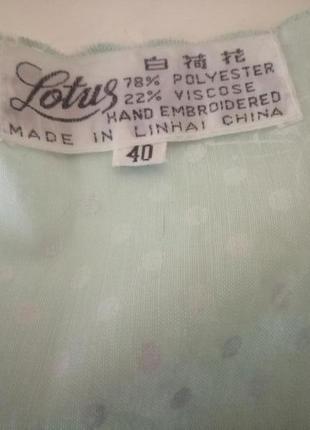 白荷花
Lotus
78% POLYESTER
22% VISCOSE
HAND EMBROIDERED
MADE IN LINHAI CHINA
40